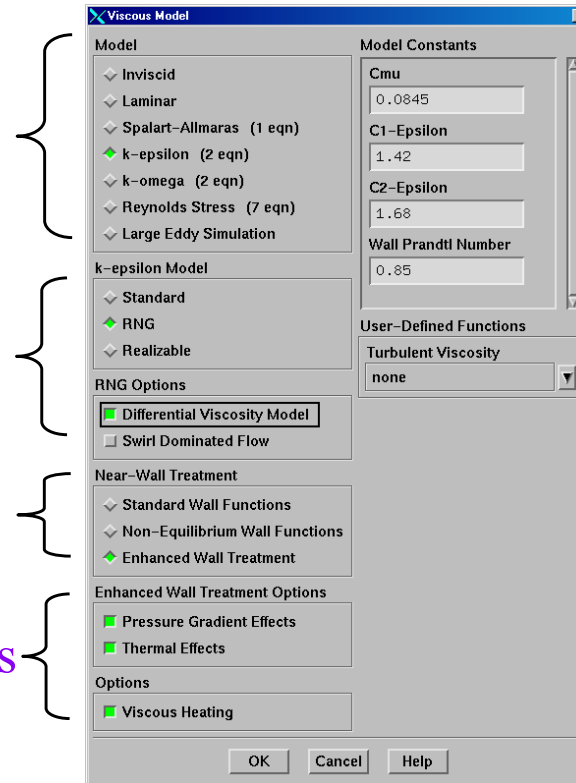 Viscous Model
Model
Inviscid
Laminar
Spalart-Allmaras (1 eqn)
k-epsilon (2 eqn)
k-omega (2 eqn)
Reynolds Stress (7 eqn)
Large Eddy Simulation
k-epsilon Model
Standard
RNG
Realizable
RNG Options
Differential Viscosity Model
Swirl Dominated Flow
Near-Wall Treatment
Standard Wall Functions
Non-Equilibrium Wall Functions
Enhanced Wall Treatment
Enhanced Wall Treatment Options
Pressure Gradient Effects
Thermal Effects
s
Options
Viscous Heating
Model Constants
Cmu
0.0845
C1-Epsilon
1.42
C2-Epsilon
1.68
Wall Prandtl Number
0.85
User-Defined Functions
Turbulent Viscosity
none
OK Cancel Help